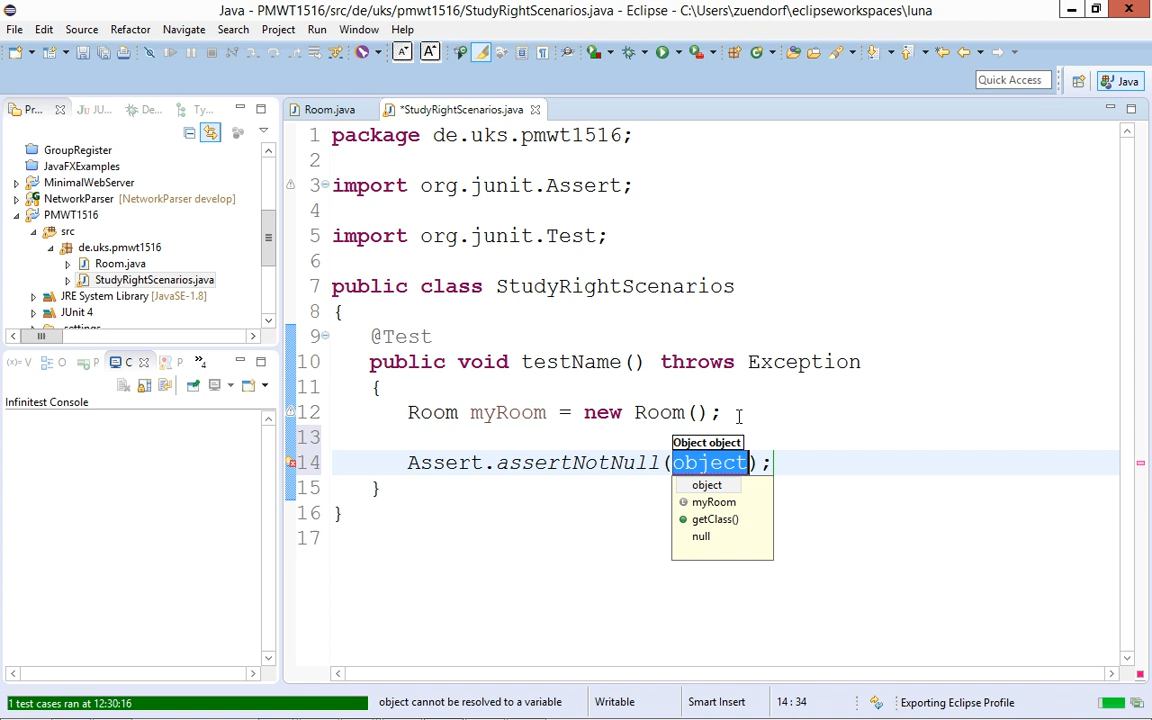 Java - PMWT1516/src/de/uks/pmwt1516/StudyRightScenarios.java - Eclipse - C:\Users\zuendorf\eclipseworkspaces\luna
File Edit Source Refactor Navigate Search Project Run Window Help
Quick Access
Java
Pr... JU... De... Ty...
GroupRegister
JavaFXExamples
MinimalWebServer
NetworkParser [NetworkParser develop]
PMWT1516
src
de.uks.pmwt1516
Room.java
StudyRightScenarios.java
JRE System Library [JavaSE-1.8]
JUnit 4
.settings
(x)= V O P C P »4
Infinitest Console
Room.java *StudyRightScenarios.java
1 package de.uks.pmwt1516;
2
3 import org.junit.Assert;
4
5 import org.junit.Test;
6
7 public class StudyRightScenarios
8 {
9 @Test
10 public void testName() throws Exception
11 {
12 Room myRoom = new Room();
13
Object object
14 Assert.assertNotNull(object);
15 }
16 }
17
object
myRoom
getClass()
null
1 test cases ran at 12:30:16 object cannot be resolved to a variable Writable Smart Insert 14 : 34 Exporting Eclipse Profile